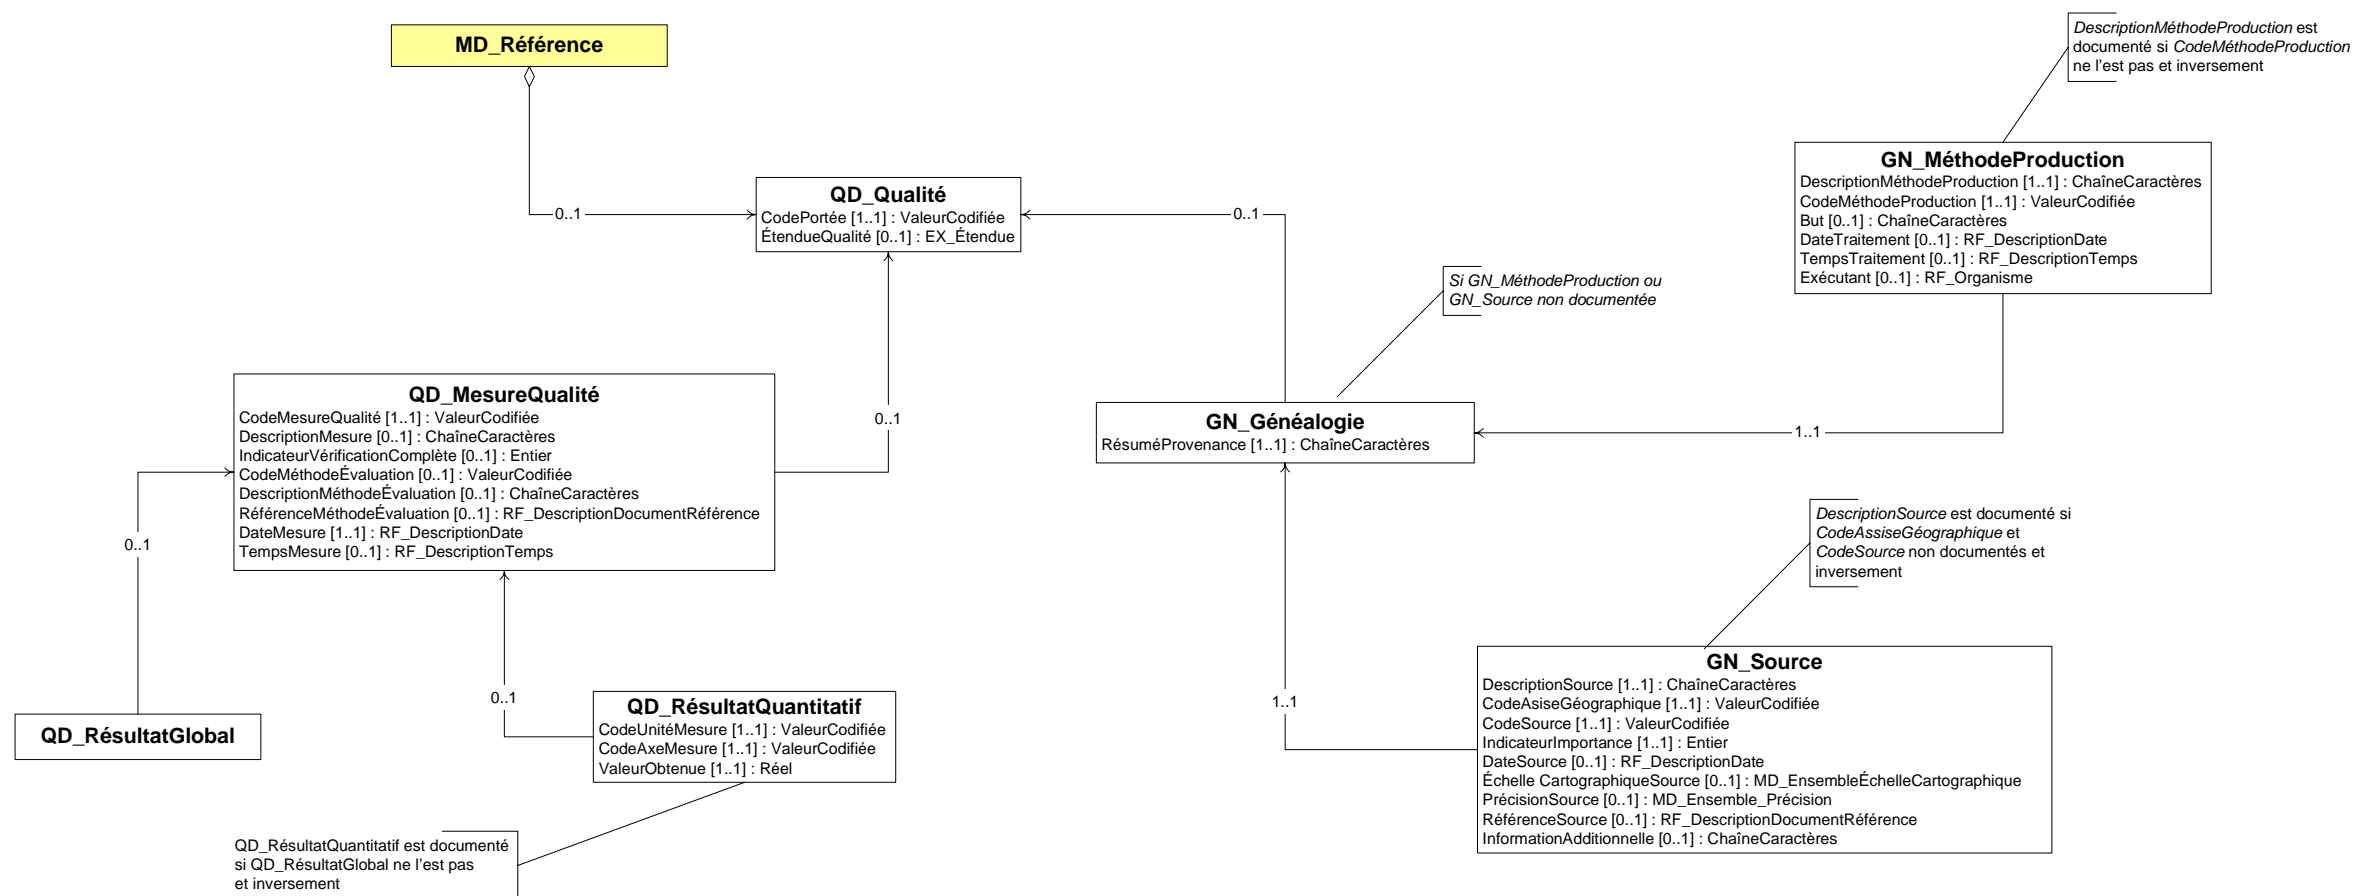 MD_Référence
DescriptionMéthodeProduction est
documenté si CodeMéthodeProduction
ne l'est pas et inversement
GN_MéthodeProduction
DescriptionMéthodeProduction [1..1] : ChaîneCaractères
CodeMéthodeProduction [1..1] : ValeurCodifiée
But [0..1] : ChaîneCaractères
DateTraitement [0..1] : RF_DescriptionDate
TempsTraitement [0..1] : RF_DescriptionTemps
Exécutant [0..1] : RF_Organisme
QD_Qualité
CodePortée [1..1] : ValeurCodifiée
ÉtendueQualité [0..1] : EX_Étendue
0..1
0..1
Si GN_MéthodeProduction ou
GN_Source non documentée
QD_MesureQualité
CodeMesureQualité [1..1] : ValeurCodifiée
DescriptionMesure [0..1] : ChaîneCaractères
IndicateurVérificationComplète [0..1] : Entier
CodeMéthodeÉvaluation [0..1] : ValeurCodifiée
DescriptionMéthodeÉvaluation [0..1] : ChaîneCaractères
RéférenceMéthodeÉvaluation [0..1] : RF_DescriptionDocumentRéférence
DateMesure [1..1] : RF_DescriptionDate
TempsMesure [0..1] : RF_DescriptionTemps
0..1
GN_Généalogie
RésuméProvenance [1..1] : ChaîneCaractères
1..1
0..1
DescriptionSource est documenté si
CodeAssiseGéographique et
CodeSource non documentés et
inversement
QD_RésultatGlobal
0..1
QD_RésultatQuantitatif
CodeUnitéMesure [1..1] : ValeurCodifiée
CodeAxeMesure [1..1] : ValeurCodifiée
ValeurObtenue [1..1] : Réel
1..1
GN_Source
DescriptionSource [1..1] : ChaîneCaractères
CodeAsiseGéographique [1..1] : ValeurCodifiée
CodeSource [1..1] : ValeurCodifiée
IndicateurImportance [1..1] : Entier
DateSource [0..1] : RF_DescriptionDate
Échelle CartographiqueSource [0..1] : MD_EnsembleÉchelleCartographique
PrécisionSource [0..1] : MD_Ensemble_Précision
RéférenceSource [0..1] : RF_DescriptionDocumentRéférence
InformationAdditionnelle [0..1] : ChaîneCaractères
QD_RésultatQuantitatif est documenté
si QD_RésultatGlobal ne l'est pas
et inversement